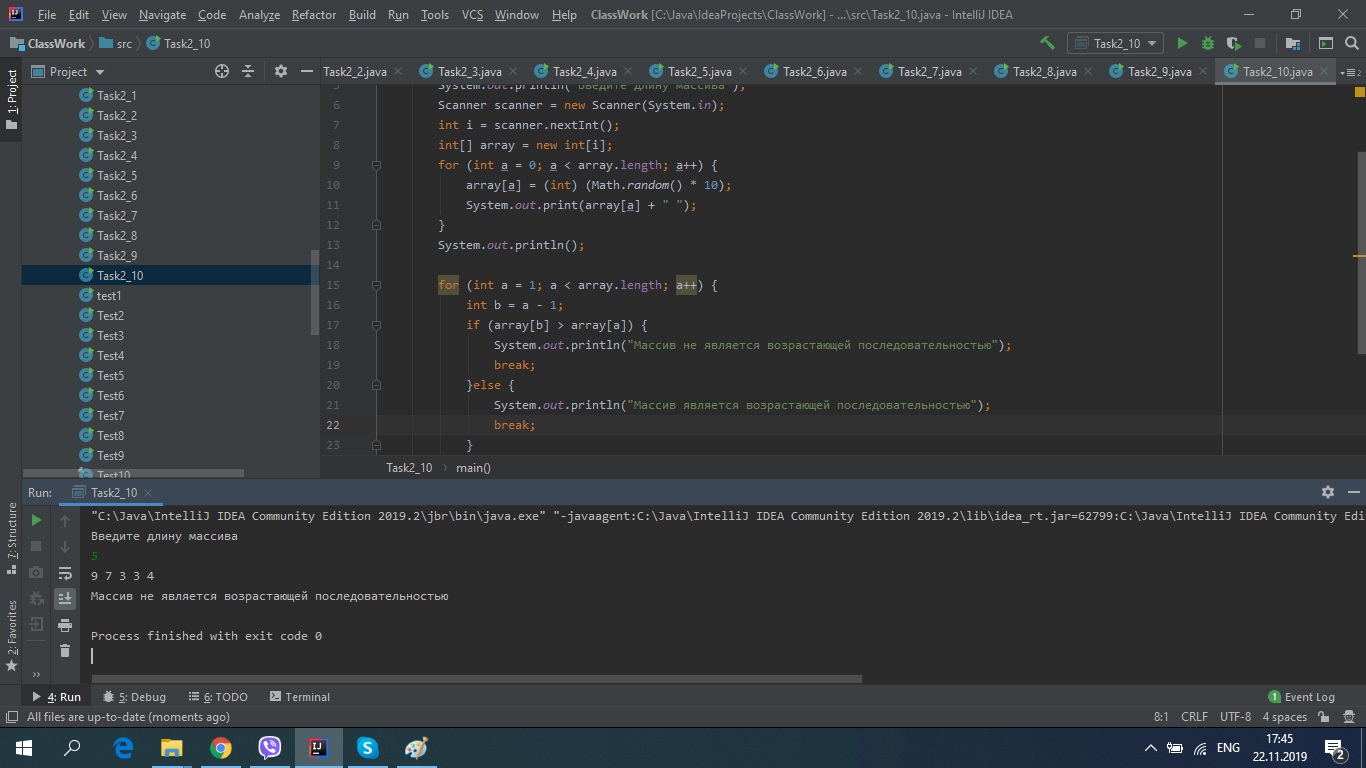 File Edit View Navigate Code Analyze Refactor Build Run Tools VCS Window Help ClassWork [C:\Java\IdeaProjects\ClassWork] - ...\src\Task2_10.java - IntelliJ IDEA
ClassWork src Task2_10 Task2_10
1: Project
Project
Task2_2.java Task2_3.java Task2_4.java Task2_5.java Task2_6.java Task2_7.java Task2_8.java Task2_9.java Task2_10.java 2
Task2_1
Task2_2
Task2_3
Task2_4
Task2_5
Task2_6
Task2_7
Task2_8
Task2_9
Task2_10
test1
Test2
Test3
Test4
Test5
Test6
Test7
Test8
Test9
Test10
5 System.out.println("Введите длину массива");
6 Scanner scanner = new Scanner(System.in);
7 int i = scanner.nextInt();
8 int[] array = new int[i];
9 for (int a = 0; a < array.length; a++) {
10 array[a] = (int) (Math.random() * 10);
11 System.out.print(array[a] + " ");
12 }
13 System.out.println();
14
15 for (int a = 1; a < array.length; a++) {
16 int b = a - 1;
17 if (array[b] > array[a]) {
18 System.out.println("Массив не является возрастающей последовательностью");
19 break;
20 }else {
21 System.out.println("Массив является возрастающей последовательностью");
22 break;
23 }
Task2_10 main()
Run: Task2_10
7: Structure
2: Favorites
"C:\Java\IntelliJ IDEA Community Edition 2019.2\jbr\bin\java.exe" "-javaagent:C:\Java\IntelliJ IDEA Community Edition 2019.2\lib\idea_rt.jar=62799:C:\Java\IntelliJ IDEA Community Edi
Введите длину массива
5
9 7 3 3 4
Массив не является возрастающей последовательностью
Process finished with exit code 0
4: Run 5: Debug 6: TODO Terminal 1 Event Log
All files are up-to-date (moments ago) 8:1 CRLF UTF-8 4 spaces
ENG 17:45
22.11.2019 2